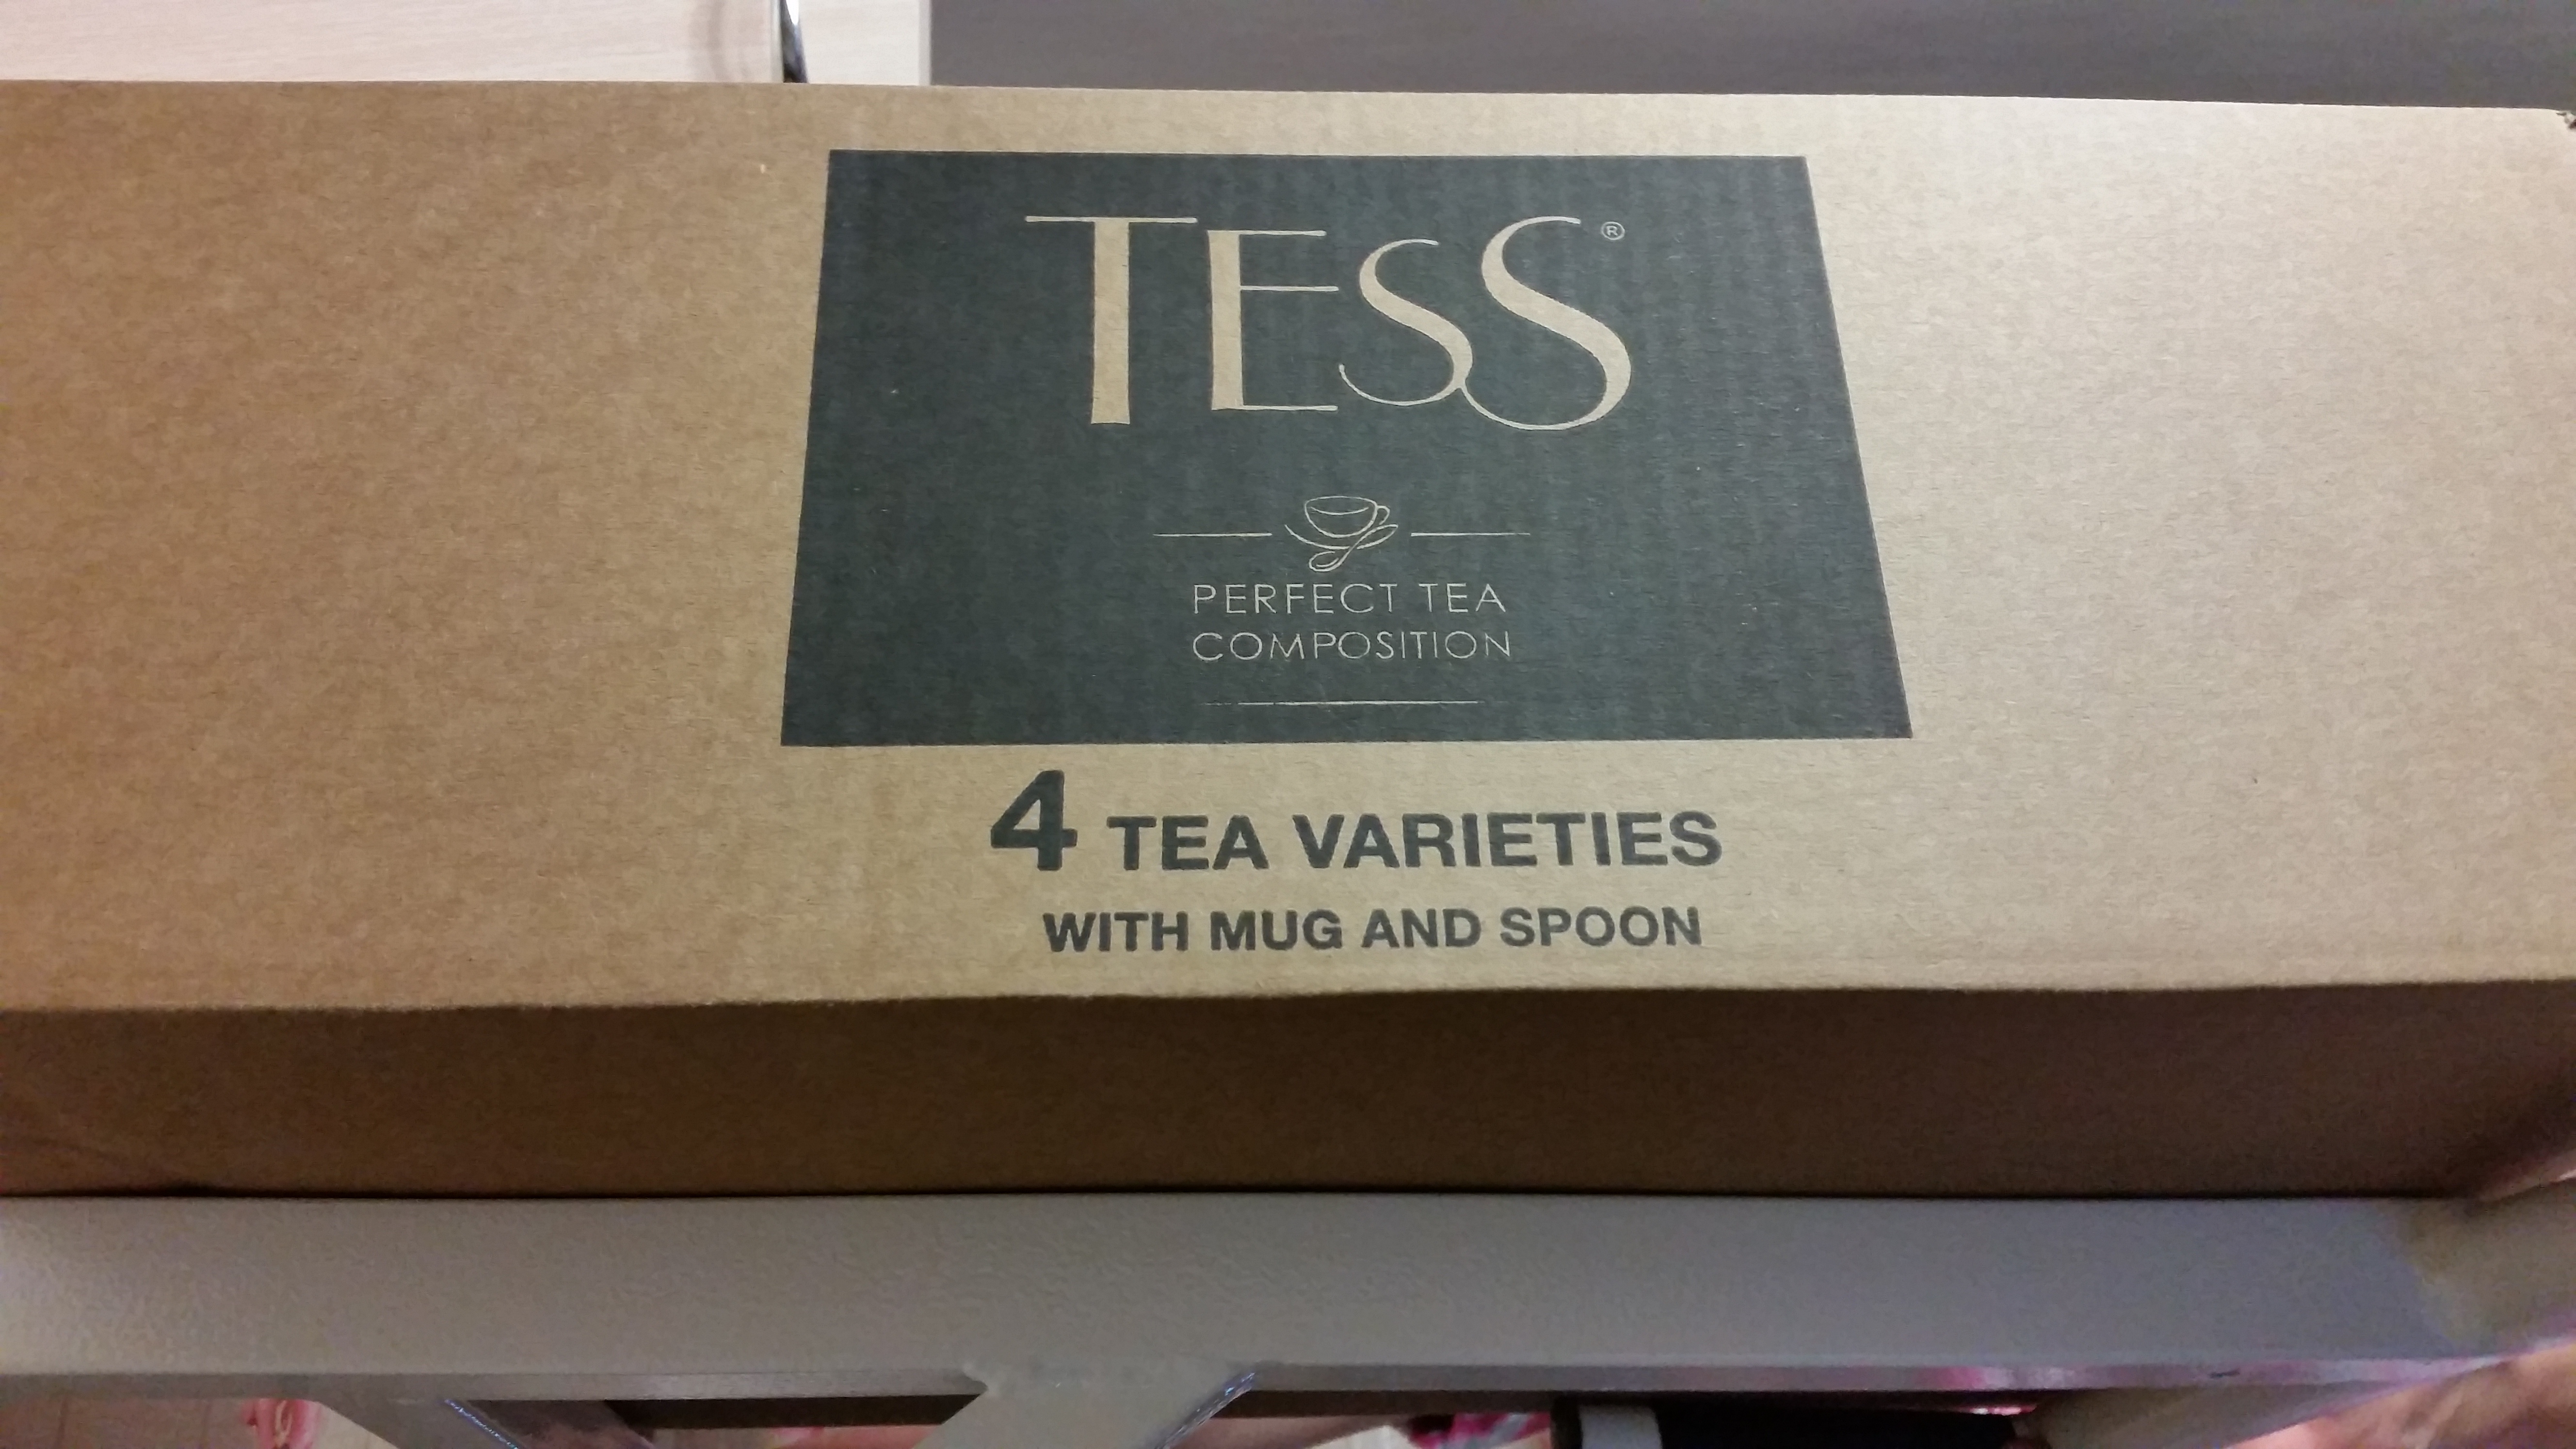 TESS®
PERFECT TEA
COMPOSITION
4 TEA VARIETIES
WITH MUG AND SPOON